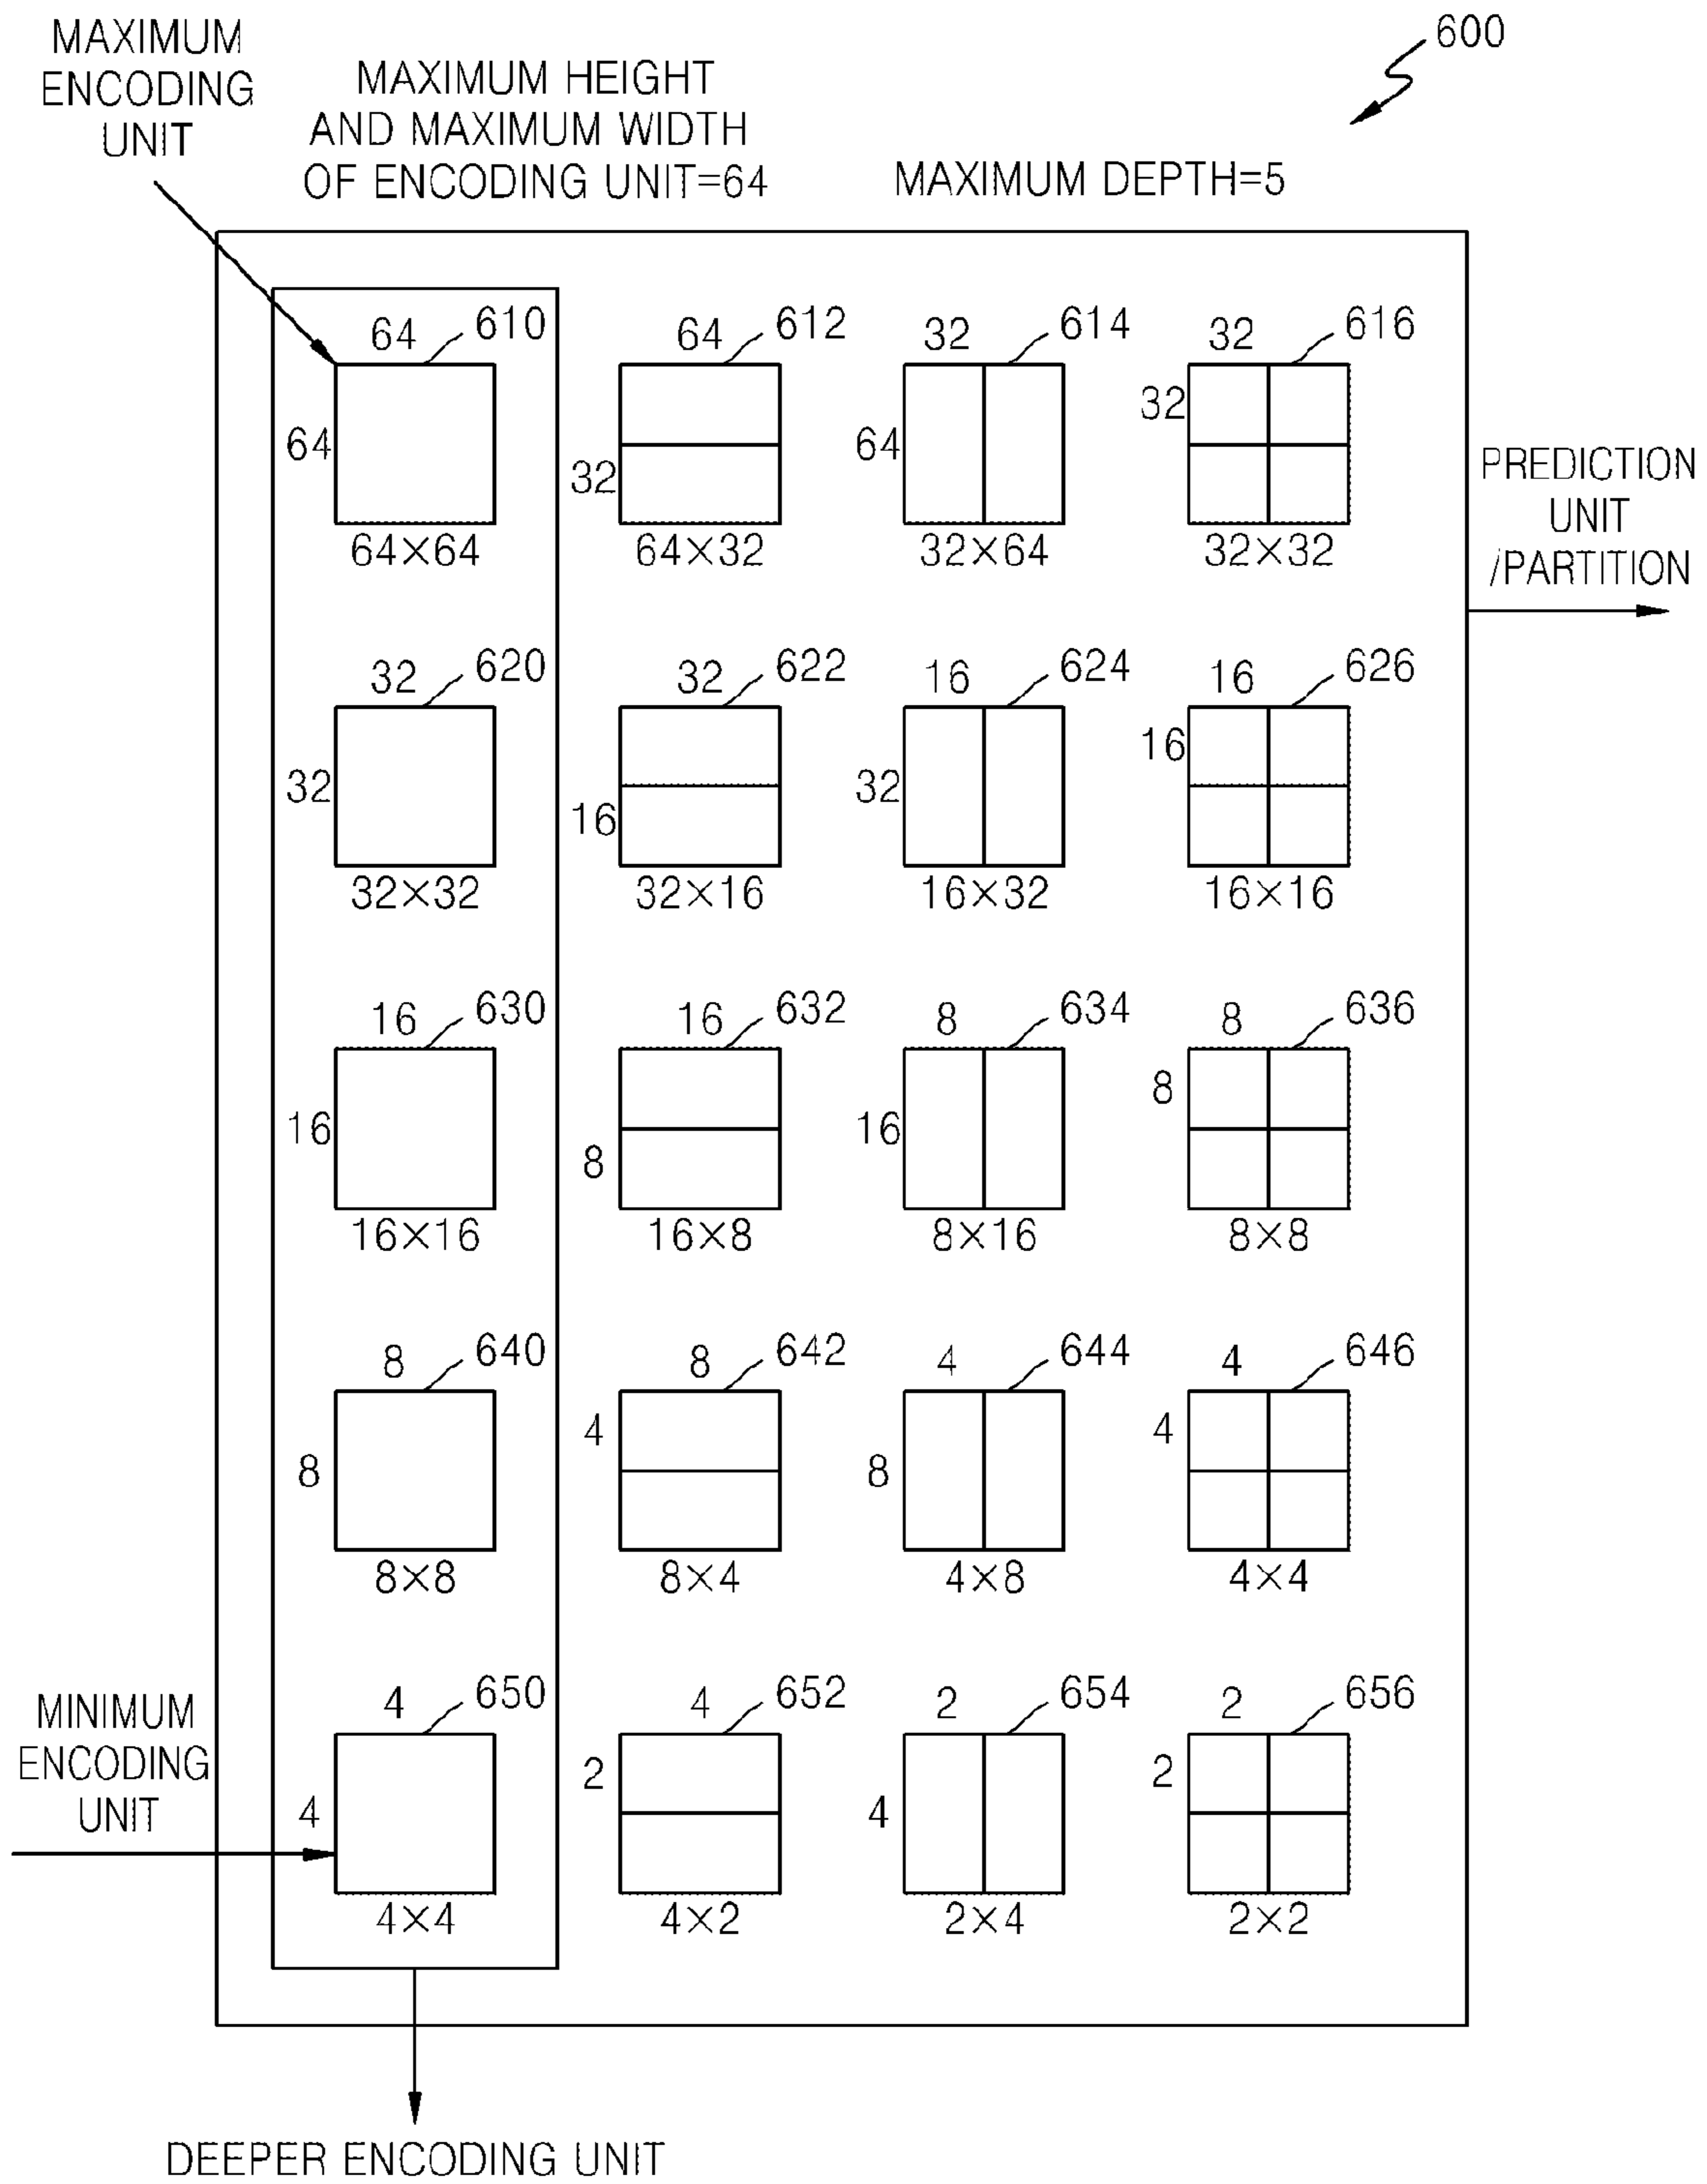 600
MAXIMUM
ENCODING
UNIT
MAXIMUM HEIGHT
AND MAXIMUM WIDTH
OF ENCODING UNIT=64
MAXIMUM DEPTH=5
64 610 64 612 32 614 32 616
64 32 64 32
64×64 64×32 32×64 32×32
PREDICTION
UNIT
/PARTITION
32 620 32 622 16 624 16 626
32 16 32 16
32×32 32×16 16×32 16×16
16 630 16 632 8 634 8 636
16 8 16 8
16×16 16×8 8×16 8×8
8 640 8 642 4 644 4 646
8 4 8 4
8×8 8×4 4×8 4×4
MINIMUM
ENCODING
UNIT
4 650 4 652 2 654 2 656
4 2 4 2
4×4 4×2 2×4 2×2
DEEPER ENCODING UNIT